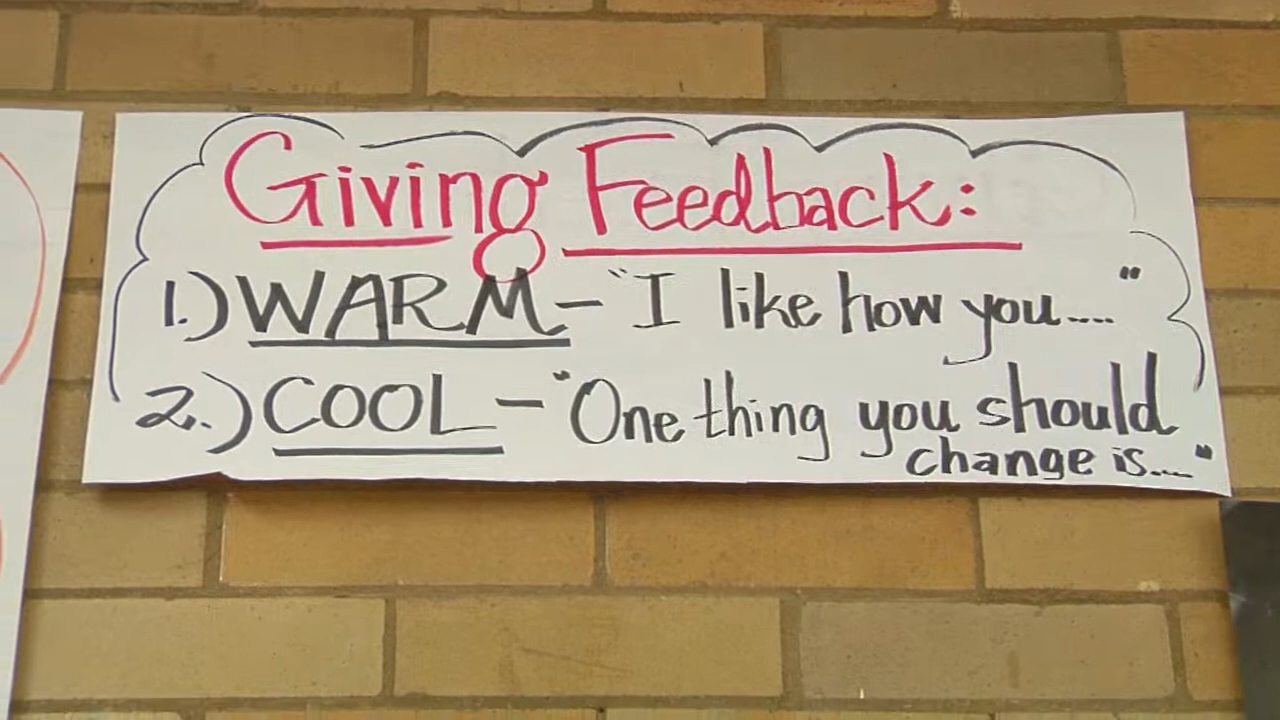 Giving Feedback:
1.) WARM - "I like how you...."
2.) COOL - "One thing you should
change is...."